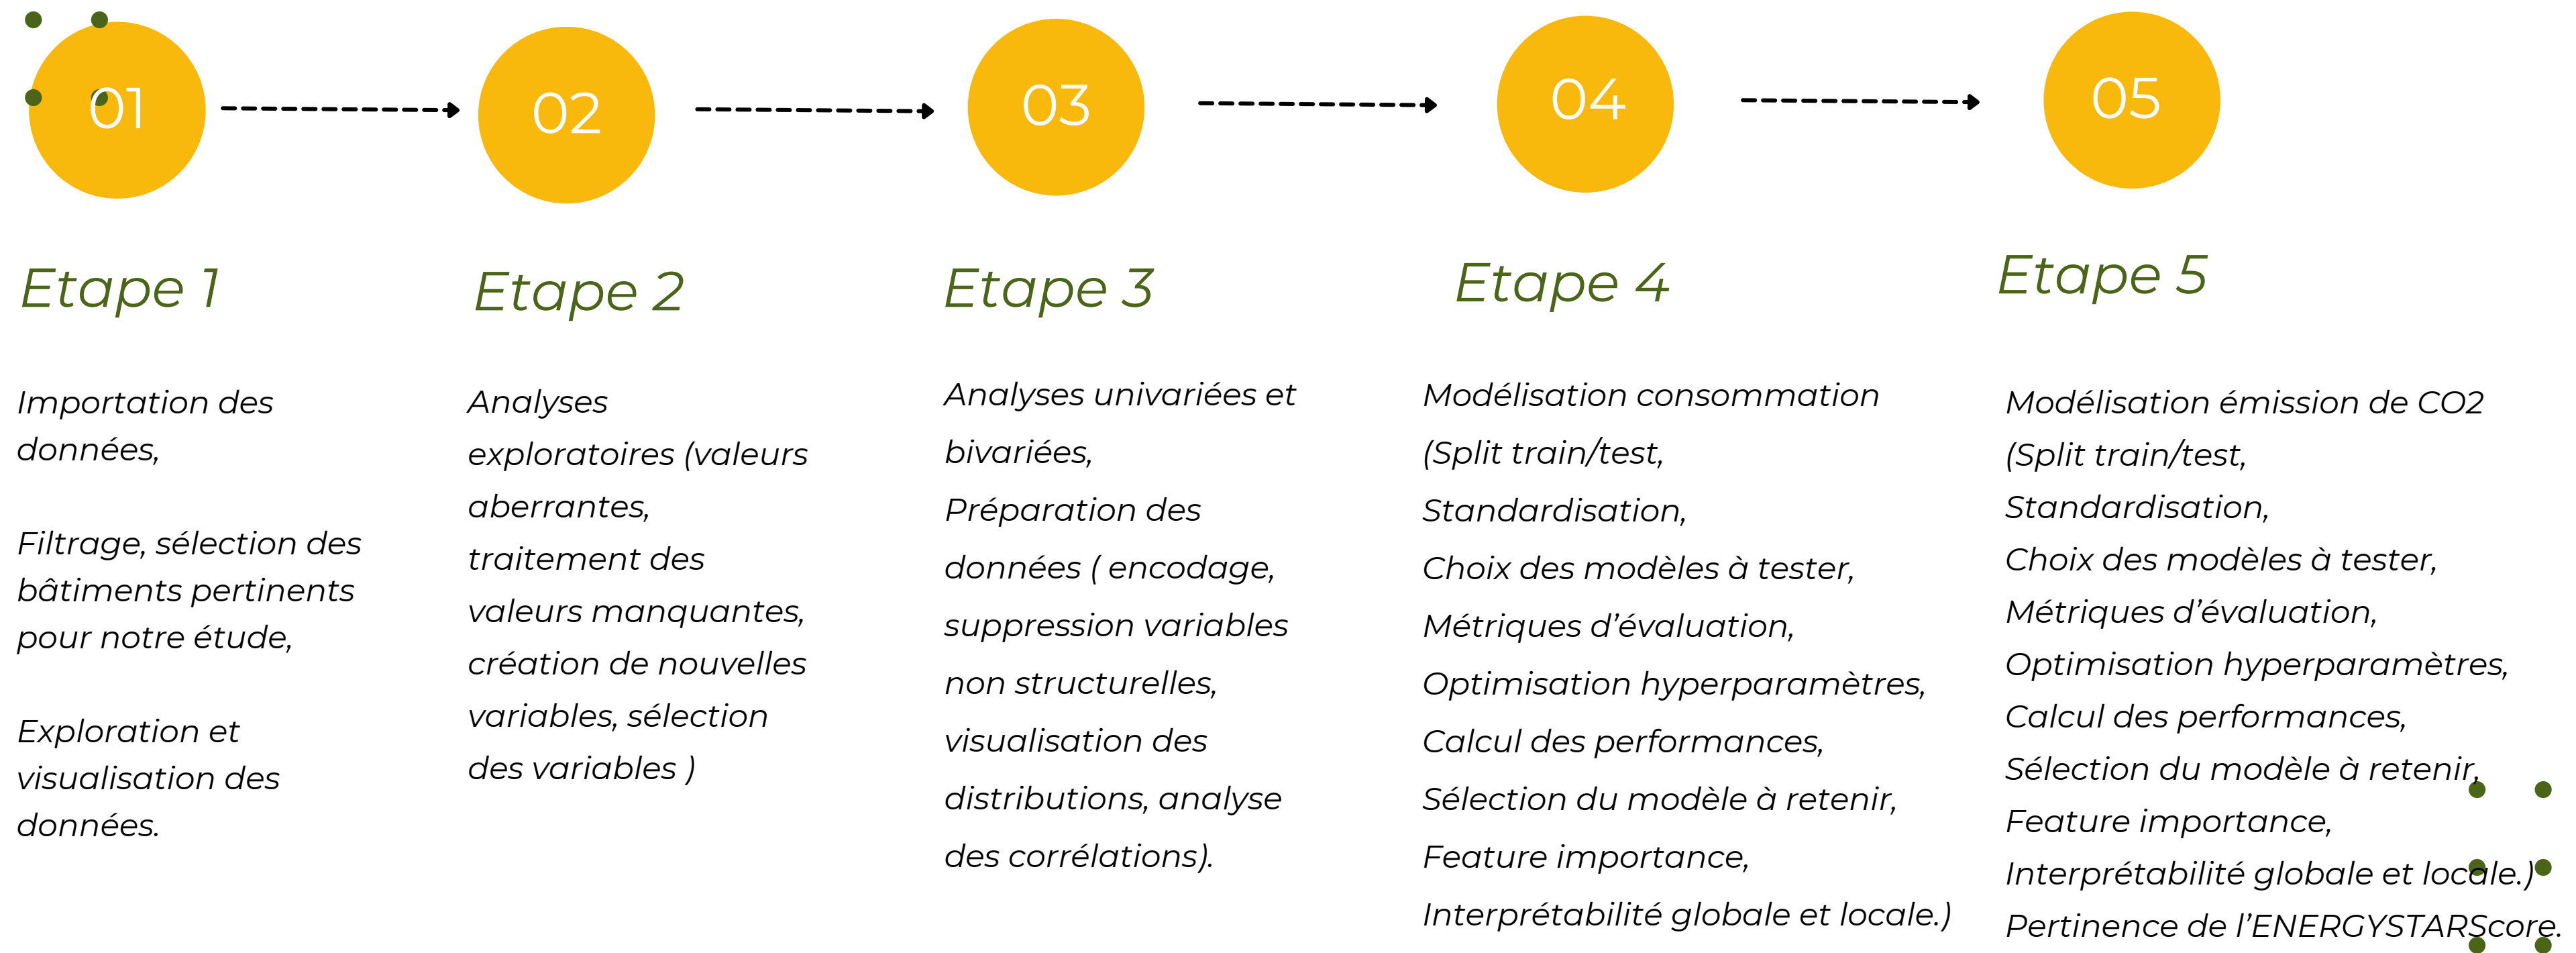 01
02
03
04
05
Etape 1
Importation des
données,
Filtrage, sélection des
bâtiments pertinents
pour notre étude,
Exploration et
visualisation des
données.
Etape 2
Analyses
exploratoires (valeurs
aberrantes,
traitement des
valeurs manquantes,
création de nouvelles
variables, sélection
des variables )
Etape 3
Analyses univariées et
bivariées,
Préparation des
données ( encodage,
suppression variables
non structurelles,
visualisation des
distributions, analyse
des corrélations).
Etape 4
Modélisation consommation
(Split train/test,
Standardisation,
Choix des modèles à tester,
Métriques d’évaluation,
Optimisation hyperparamètres,
Calcul des performances,
Sélection du modèle à retenir,
Feature importance,
Interprétabilité globale et locale.)
Etape 5
Modélisation émission de CO2
(Split train/test,
Standardisation,
Choix des modèles à tester,
Métriques d’évaluation,
Optimisation hyperparamètres,
Calcul des performances,
Sélection du modèle à retenir,
Feature importance,
Interprétabilité globale et locale.)
Pertinence de l’ENERGYSTARScore.